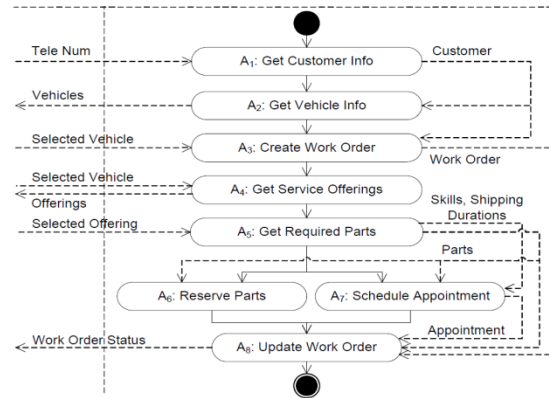 Tele Num
A1: Get Customer Info
Customer
Vehicles
A2: Get Vehicle Info
Selected Vehicle
A3: Create Work Order
Work Order
Selected Vehicle
A4: Get Service Offerings
Offerings
Skills, Shipping
Durations
Selected Offering
A5: Get Required Parts
Parts
A6: Reserve Parts
A7: Schedule Appointment
Appointment
Work Order Status
A8: Update Work Order